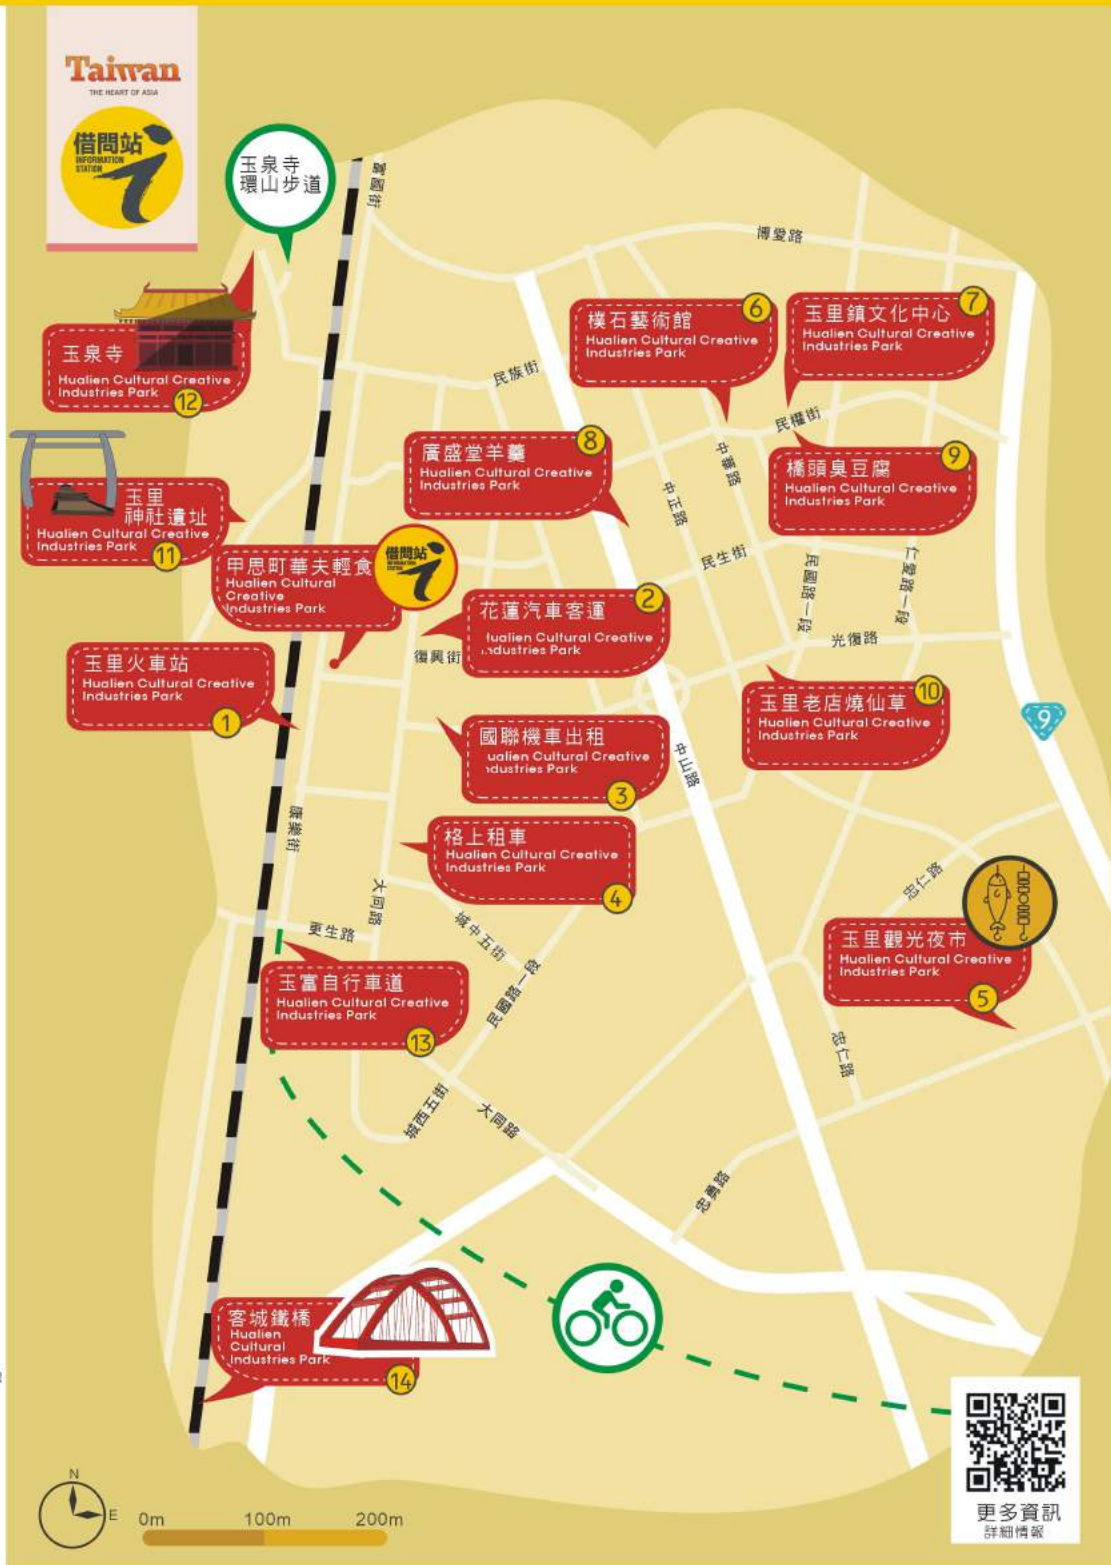 Taiwan
THE HEART OF ASIA
借問站
INFORMATION
STATION
玉泉寺
環山步道
富國街
博愛路
玉泉寺
Hualien Cultural Creative
Industries Park
12
樸石藝術館
Hualien Cultural Creative
Industries Park
6
玉里鎮文化中心
Hualien Cultural Creative
Industries Park
7
民族街
民權街
廣盛堂羊羹
Hualien Cultural Creative
Industries Park
8
中華路
中正路
橋頭臭豆腐
Hualien Cultural Creative
Industries Park
9
玉里
神社遺址
Hualien Cultural Creative
Industries Park
11
甲思町華夫輕食
Hualien Cultural
Creative
Industries Park
借問站
INFORMATION
STATION
民生街
民國路一段
仁愛路一段
花蓮汽車客運
Hualien Cultural Creative
Industries Park
2
復興街
光復路
玉里火車站
Hualien Cultural Creative
Industries Park
1
玉里老店燒仙草
Hualien Cultural Creative
Industries Park
10
9
國聯機車出租
ualien Cultural Creative
ndustries Park
3
中山路
康樂街
格上租車
Hualien Cultural Creative
Industries Park
4
大同路
忠仁路
更生路
城中五街
玉里觀光夜市
Hualien Cultural Creative
Industries Park
5
玉富自行車道
Hualien Cultural Creative
Industries Park
13
民國路一段
忠仁路
城西五街
大同路
忠勇路
客城鐵橋
Hualien
Cultural
Industries Park
14
N
E
0m
100m
200m
更多資訊
詳細情報